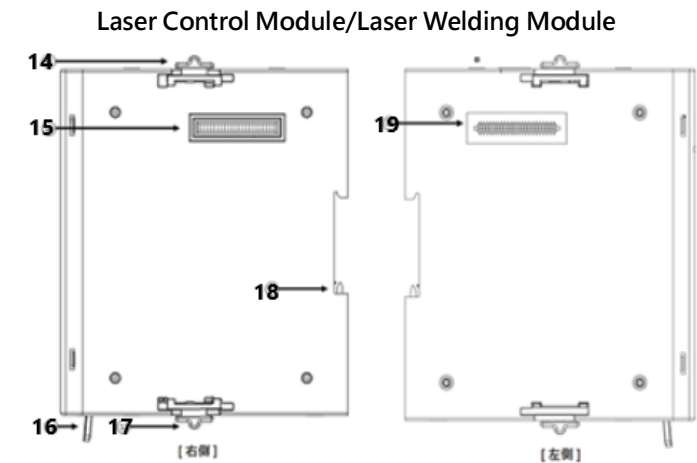 Laser Control Module/Laser Welding Module
14
15
19
18
16
17
[右側]
[左側]